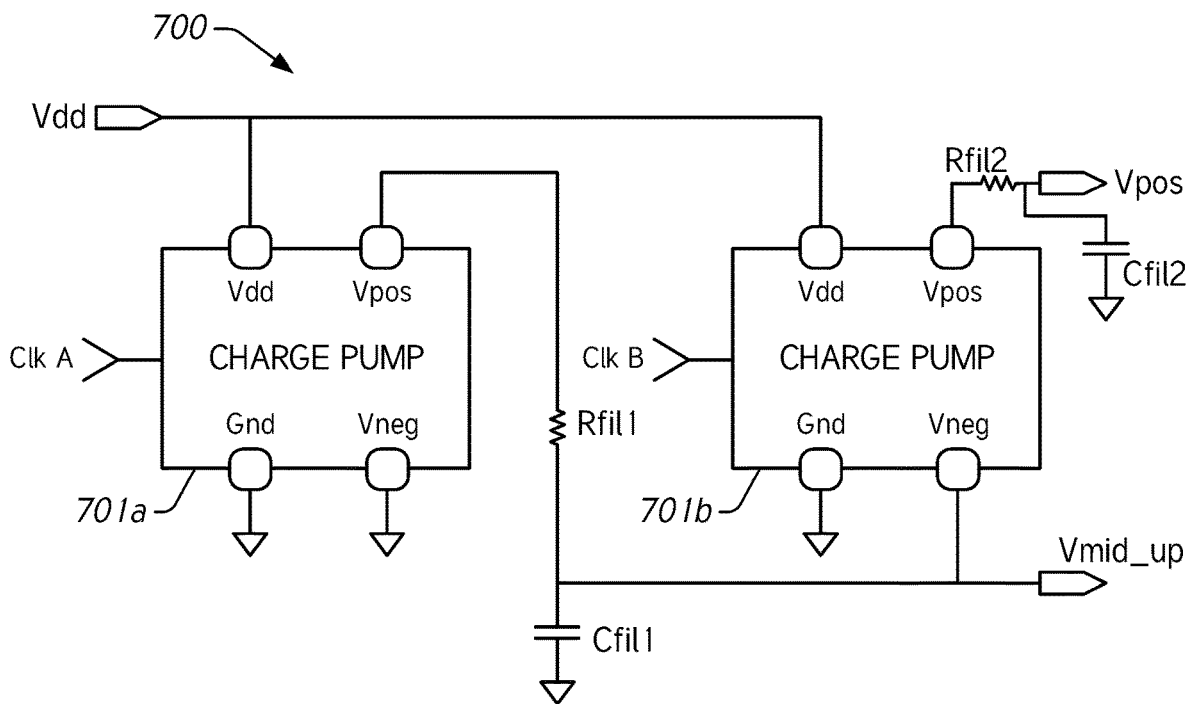 700
Vdd
Rfil2
Vpos
Cfil2
Vdd
Vpos
Vdd
Vpos
Clk A
CHARGE PUMP
Clk B
CHARGE PUMP
Gnd
Vneg
Rfil1
Gnd
Vneg
701a
701b
Vmid_up
Cfil1